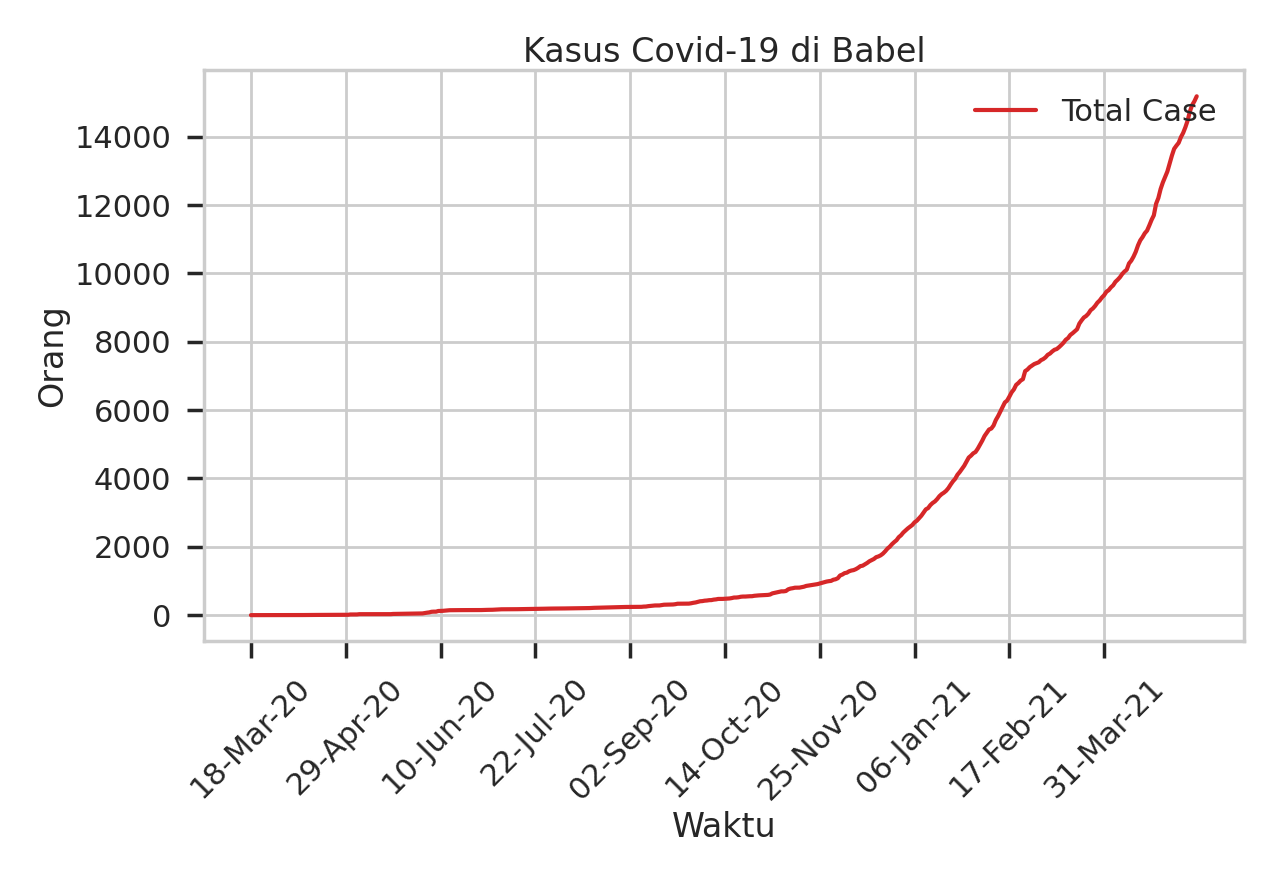 Kasus Covid-19 di Babel
Total Case
14000
12000
10000
8000
6000
4000
2000
0
Orang
18-Mar-20
29-Apr-20
10-Jun-20
22-Jul-20
02-Sep-20
14-Oct-20
25-Nov-20
06-Jan-21
17-Feb-21
31-Mar-21
Waktu